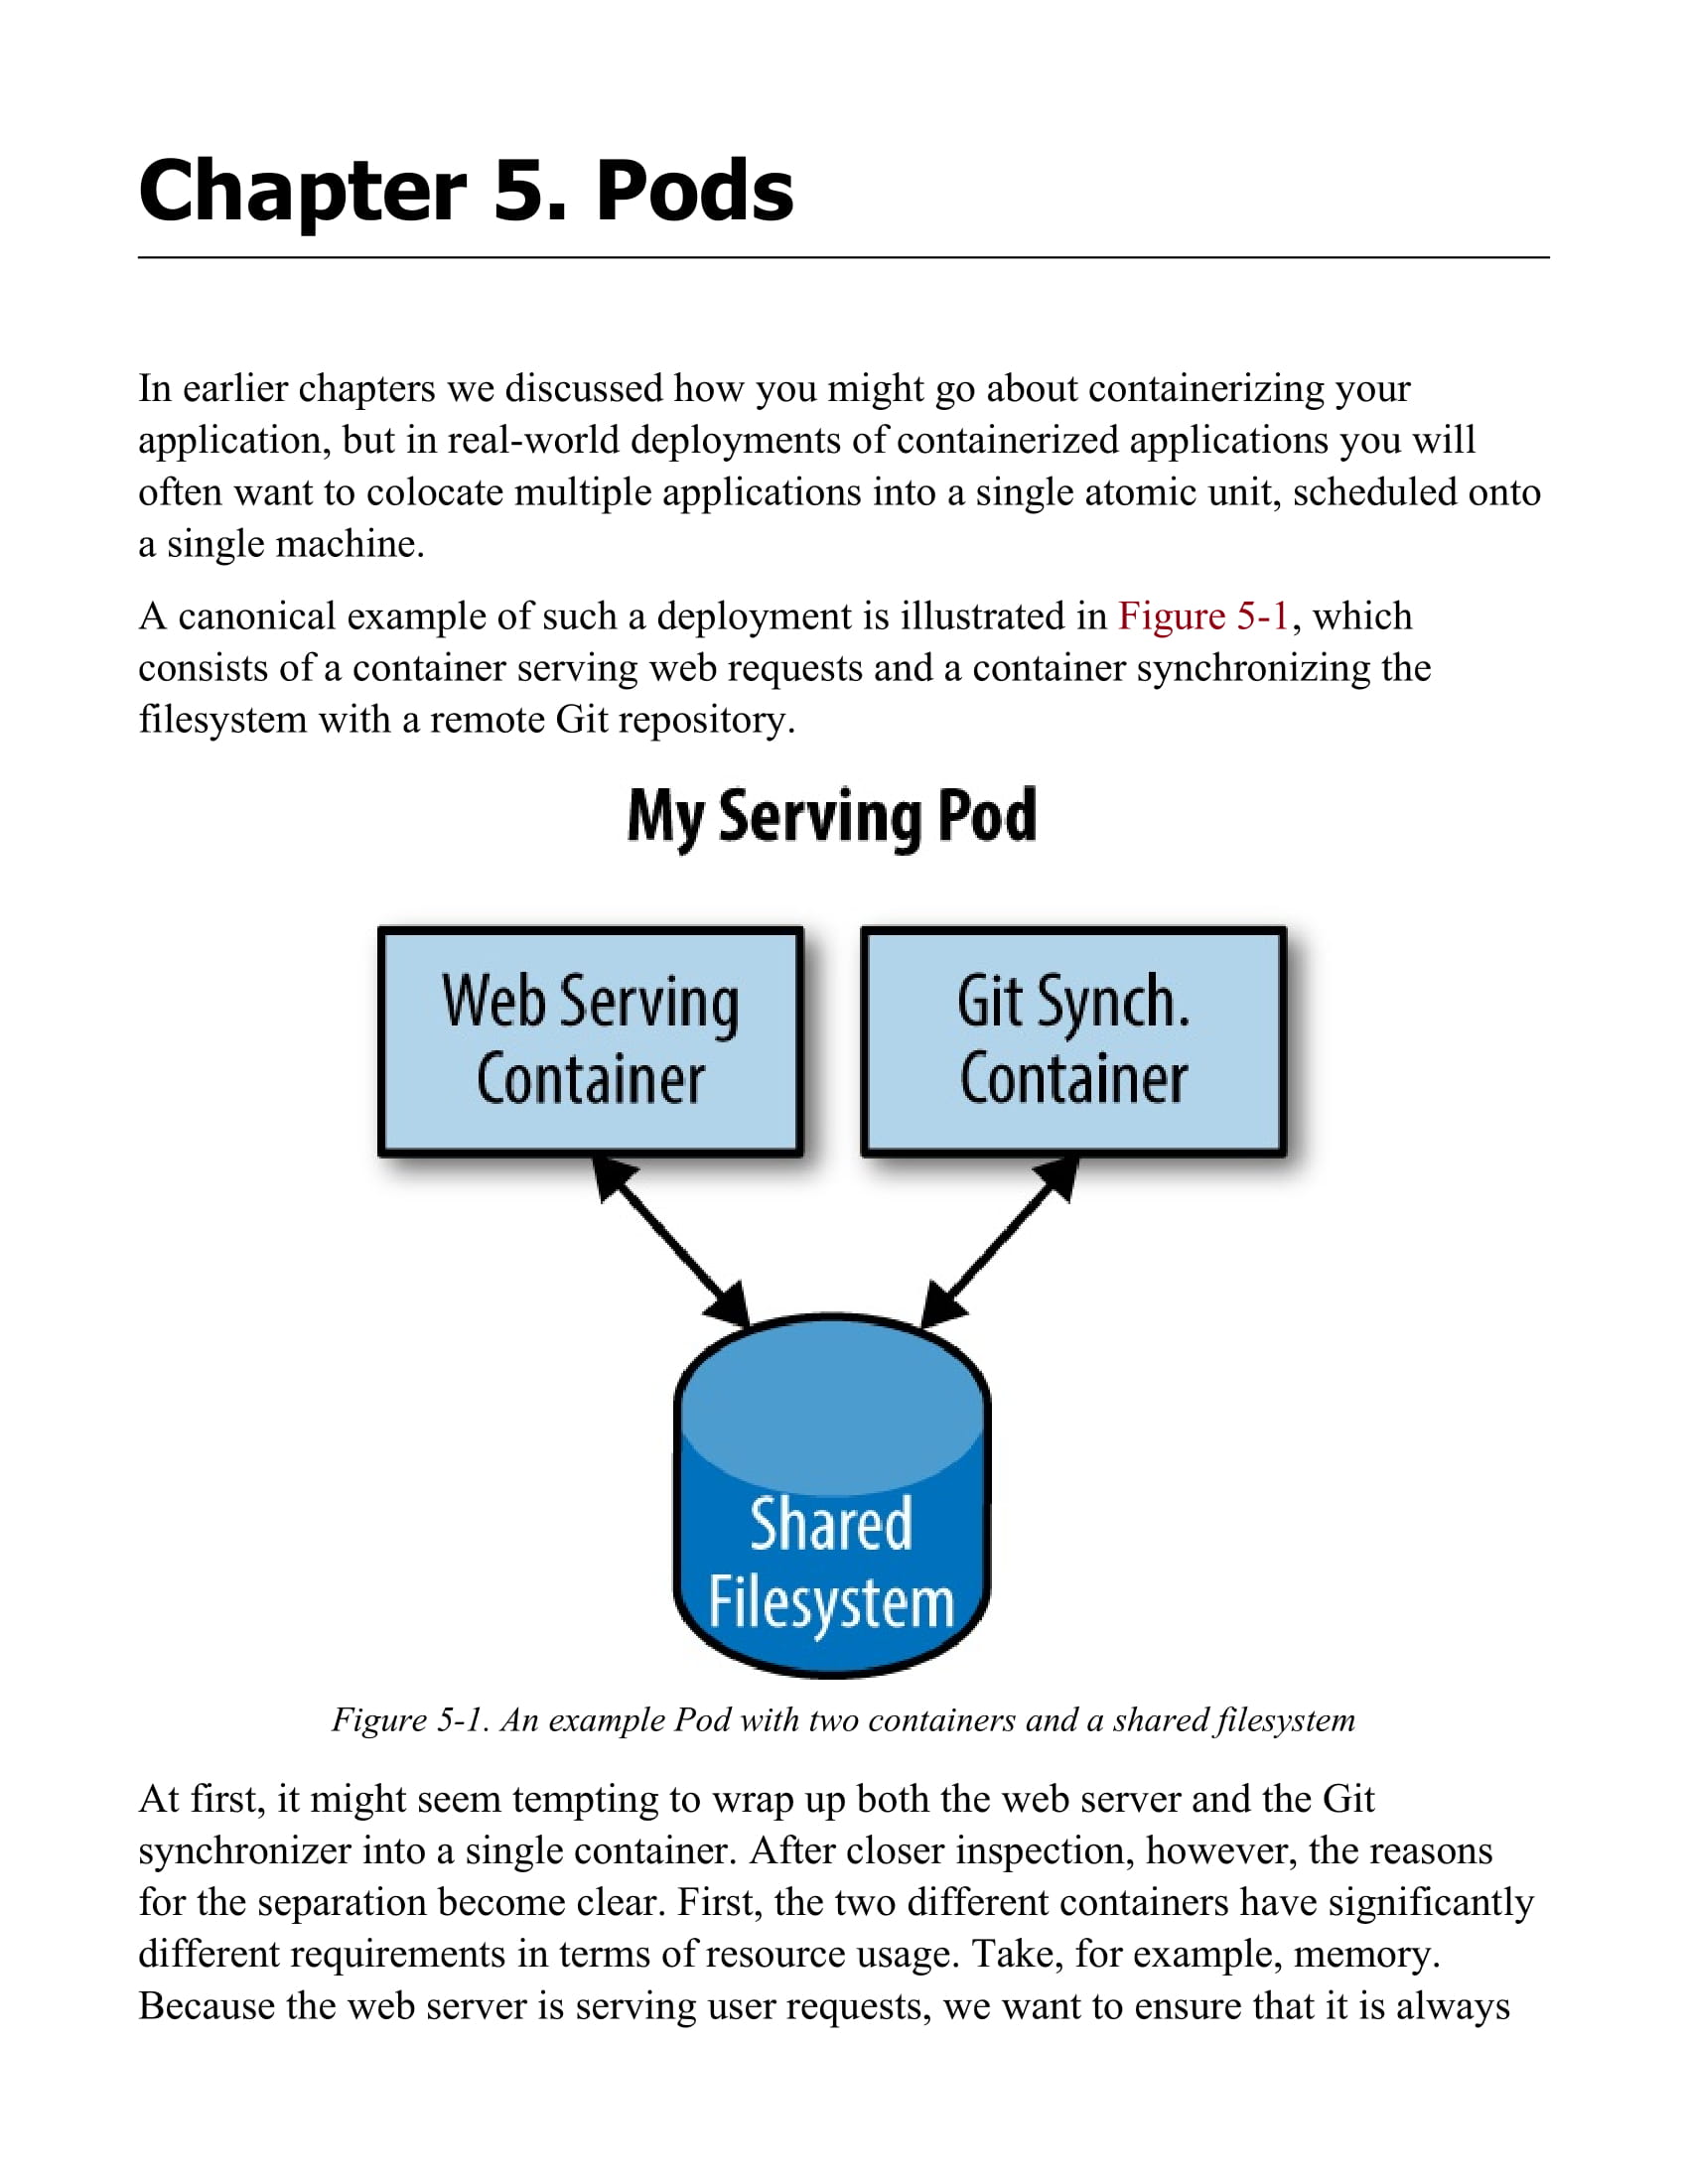 Chapter 5. Pods
In earlier chapters we discussed how you might go about containerizing your
application, but in real-world deployments of containerized applications you will
often want to colocate multiple applications into a single atomic unit, scheduled onto
a single machine.
A canonical example of such a deployment is illustrated in Figure 5-1, which
consists of a container serving web requests and a container synchronizing the
filesystem with a remote Git repository.
My Serving Pod
Web Serving
Container
Git Synch.
Container
Shared
Filesystem
Figure 5-1. An example Pod with two containers and a shared filesystem
At first, it might seem tempting to wrap up both the web server and the Git
synchronizer into a single container. After closer inspection, however, the reasons
for the separation become clear. First, the two different containers have significantly
different requirements in terms of resource usage. Take, for example, memory.
Because the web server is serving user requests, we want to ensure that it is always